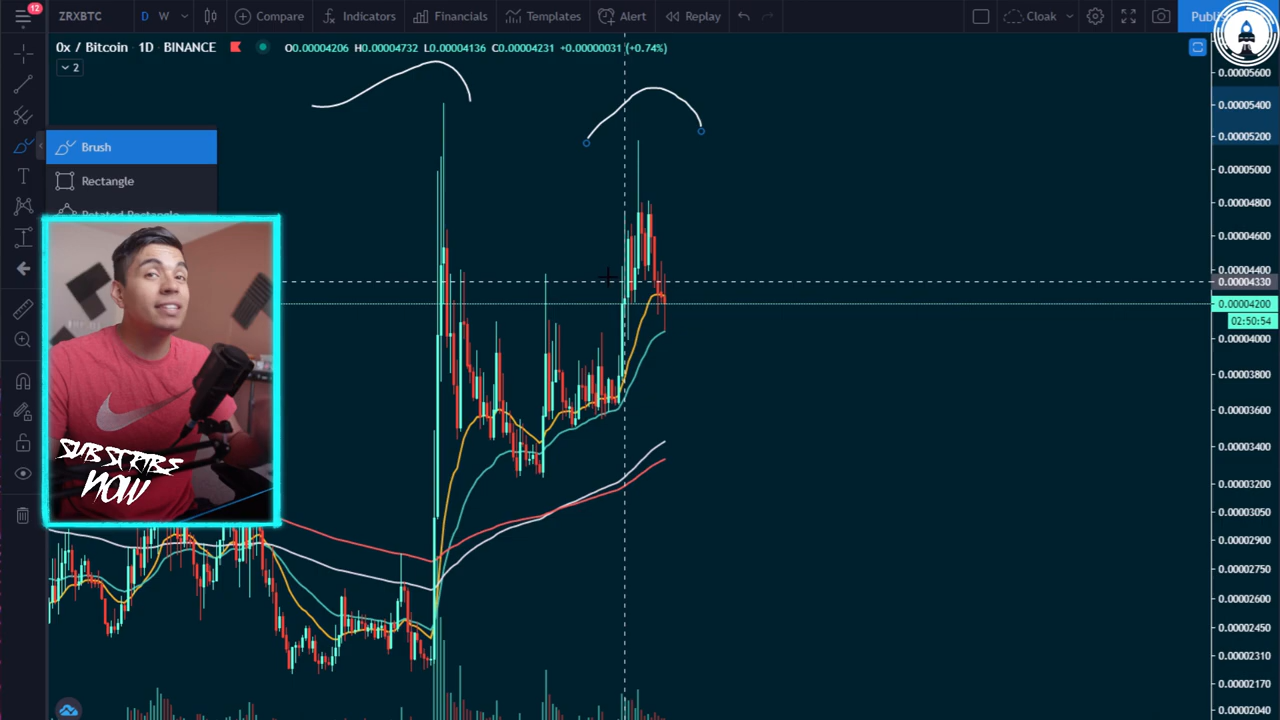 12
ZRXBTC
D W
Compare
Indicators
Financials
Templates
Alert
Replay
Cloak
Publi
0x / Bitcoin · 1D · BINANCE
O0.00004206 H0.00004732 L0.00004136 C0.00004231 +0.00000031 (+0.74%)
2
Brush
Rectangle
Rotated Rectangle
SUBSCRIBE
NOW
0.00005600
0.00005400
0.00005200
0.00005000
0.00004800
0.00004600
0.00004400
0.00004330
0.00004200
02:50:54
0.00004000
0.00003800
0.00003600
0.00003400
0.00003200
0.00003050
0.00002900
0.00002750
0.00002600
0.00002450
0.00002310
0.00002170
0.00002040